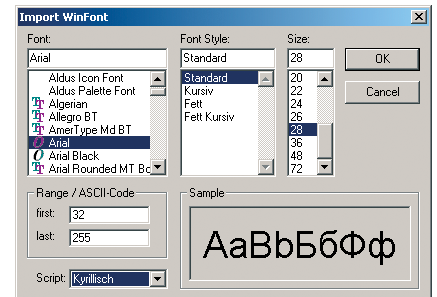 Import WinFont
Font:
Font Style:
Size:
Arial
Standard
28
OK
Aldus Icon Font
Aldus Palette Font
Algerian
Allegro BT
AmerType Md BT
Arial
Arial Black
Arial Rounded MT Bo
Standard
Kursiv
Fett
Fett Kursiv
20
22
24
26
28
36
48
72
Cancel
Range / ASCII-Code
first: 32
last: 255
Script: Kyrillisch
Sample
АаВbБбФф